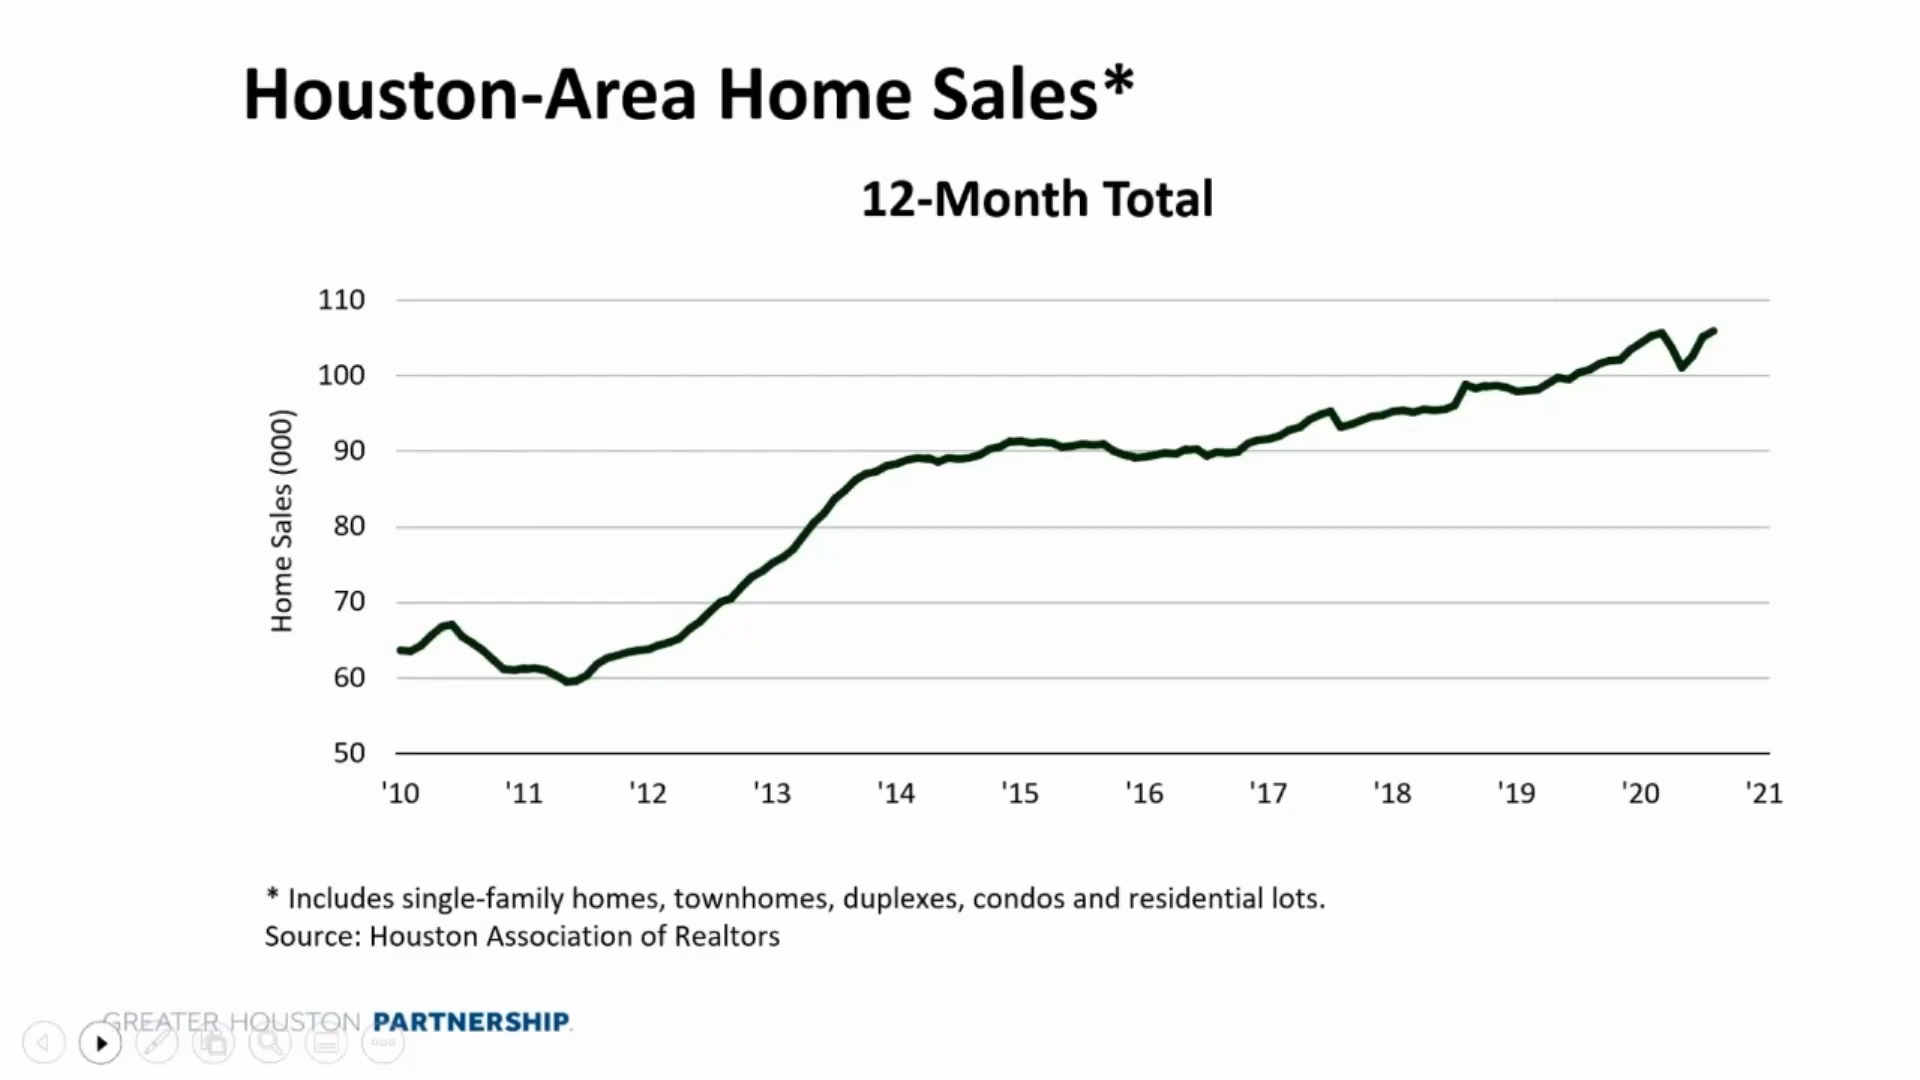 Houston-Area Home Sales*
12-Month Total
Home Sales (000)
110
100
90
80
70
60
50
'10 '11 '12 '13 '14 '15 '16 '17 '18 '19 '20 '21
* Includes single-family homes, townhomes, duplexes, condos and residential lots.
Source: Houston Association of Realtors
GREATER HOUSTON PARTNERSHIP.